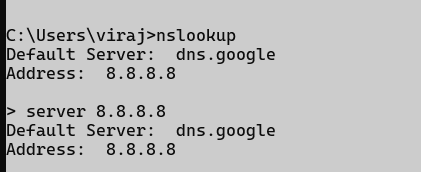 C:\Users\viraj>nslookup
Default Server:  dns.google
Address:  8.8.8.8
> server 8.8.8.8
Default Server:  dns.google
Address:  8.8.8.8